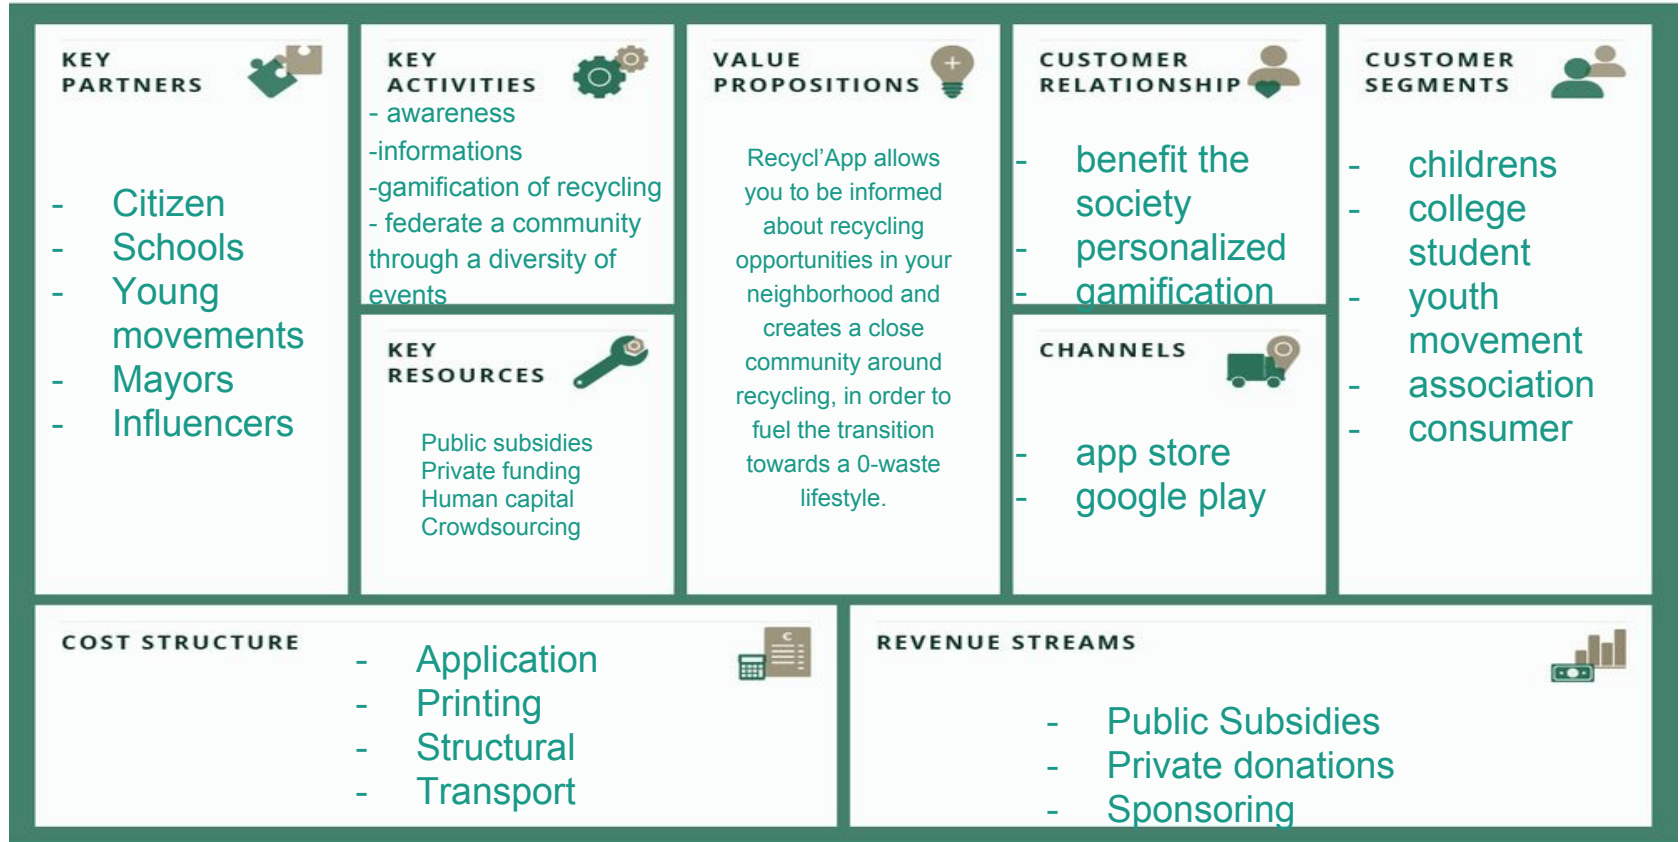 KEY
PARTNERS
- Citizen
- Schools
- Young
movements
- Mayors
- Influencers
KEY
ACTIVITIES
- awareness
-informations
-gamification of recycling
- federate a community
through a diversity of
events
KEY
RESOURCES
Public subsidies
Private funding
Human capital
Crowdsourcing
VALUE
PROPOSITIONS
Recycl'App allows
you to be informed
about recycling
opportunities in your
neighborhood and
creates a close
community around
recycling, in order to
fuel the transition
towards a 0-waste
lifestyle.
CUSTOMER
RELATIONSHIP
- benefit the
society
- personalized
- gamification
CHANNELS
- app store
- google play
CUSTOMER
SEGMENTS
- childrens
- college
student
- youth
movement
- association
- consumer
COST STRUCTURE
- Application
- Printing
- Structural
- Transport
REVENUE STREAMS
- Public Subsidies
- Private donations
- Sponsoring